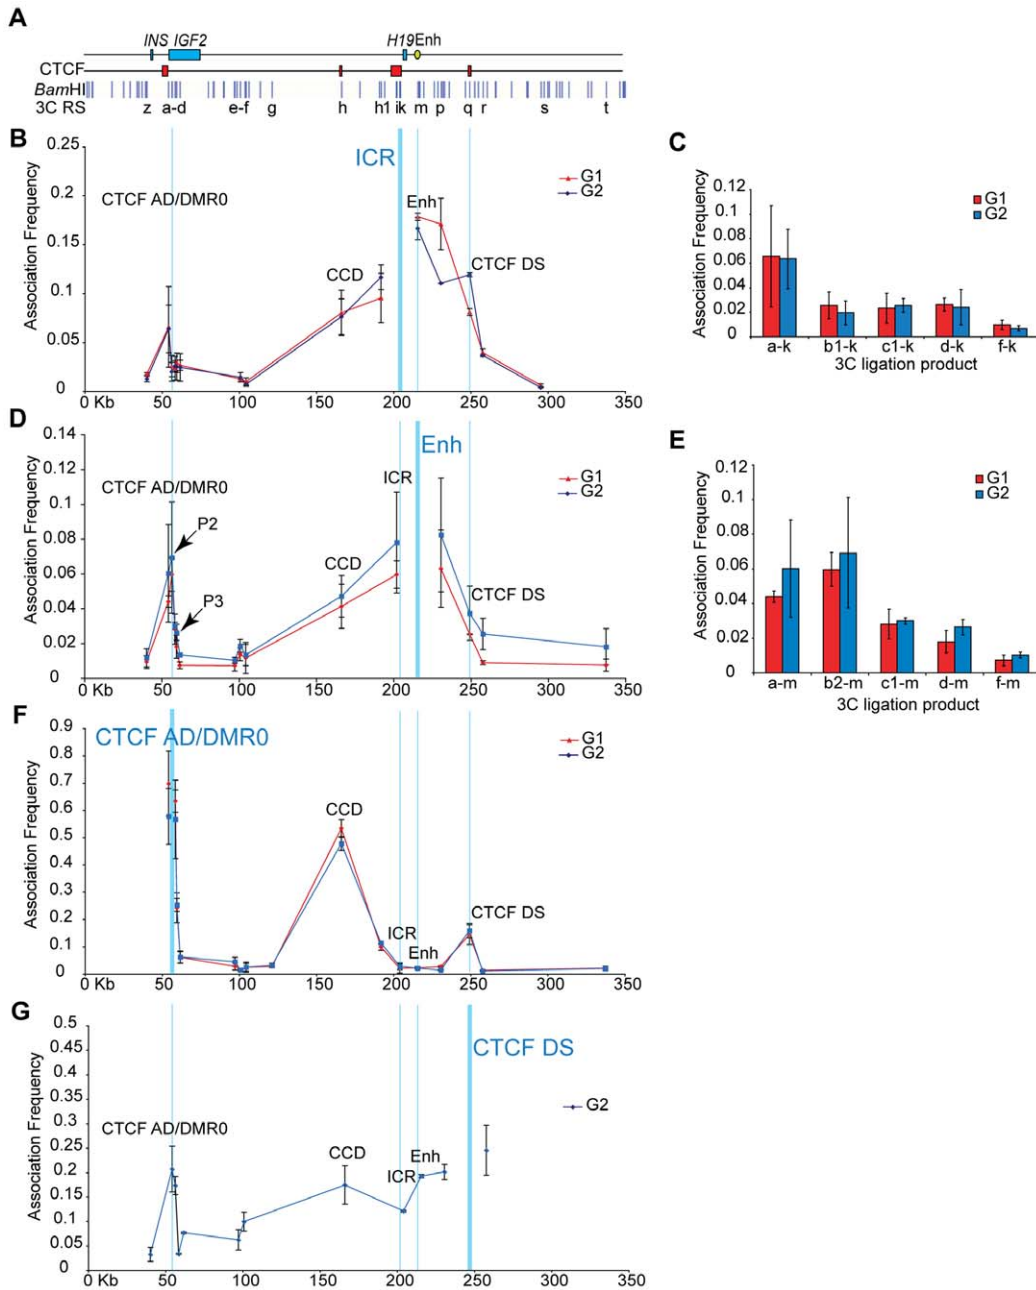 A
INS IGF2 H19 Enh
CTCF
BamHI
3C RS z a-d e-f g h h1 ik m p q r s t
B
Association Frequency
0.25
0.2
0.15
0.1
0.05
0
ICR
CTCF AD/DMR0
CCD
Enh
CTCF DS
G1
G2
0 Kb 50 100 150 200 250 300 350
C
Association Frequency
0.12
0.1
0.08
0.06
0.04
0.02
0
G1
G2
a-k b1-k c1-k d-k f-k
3C ligation product
D
Association Frequency
0.14
0.12
0.1
0.08
0.06
0.04
0.02
0
Enh
CTCF AD/DMR0
P2
P3
CCD
ICR
CTCF DS
G1
G2
0 Kb 50 100 150 200 250 300 350
E
Association Frequency
0.12
0.1
0.08
0.06
0.04
0.02
0
G1
G2
a-m b2-m c1-m d-m f-m
3C ligation product
F
Association Frequency
0.9
0.8
0.7
0.6
0.5
0.4
0.3
0.2
0.1
0
CTCF AD/DMR0
CCD
ICR
Enh
CTCF DS
G1
G2
0 Kb 50 100 150 200 250 300 350
G
Association Frequency
0.5
0.45
0.4
0.35
0.3
0.25
0.2
0.15
0.1
0.05
0
CTCF DS
CTCF AD/DMR0
CCD
ICR
Enh
G2
0 Kb 50 100 150 200 250 300 350